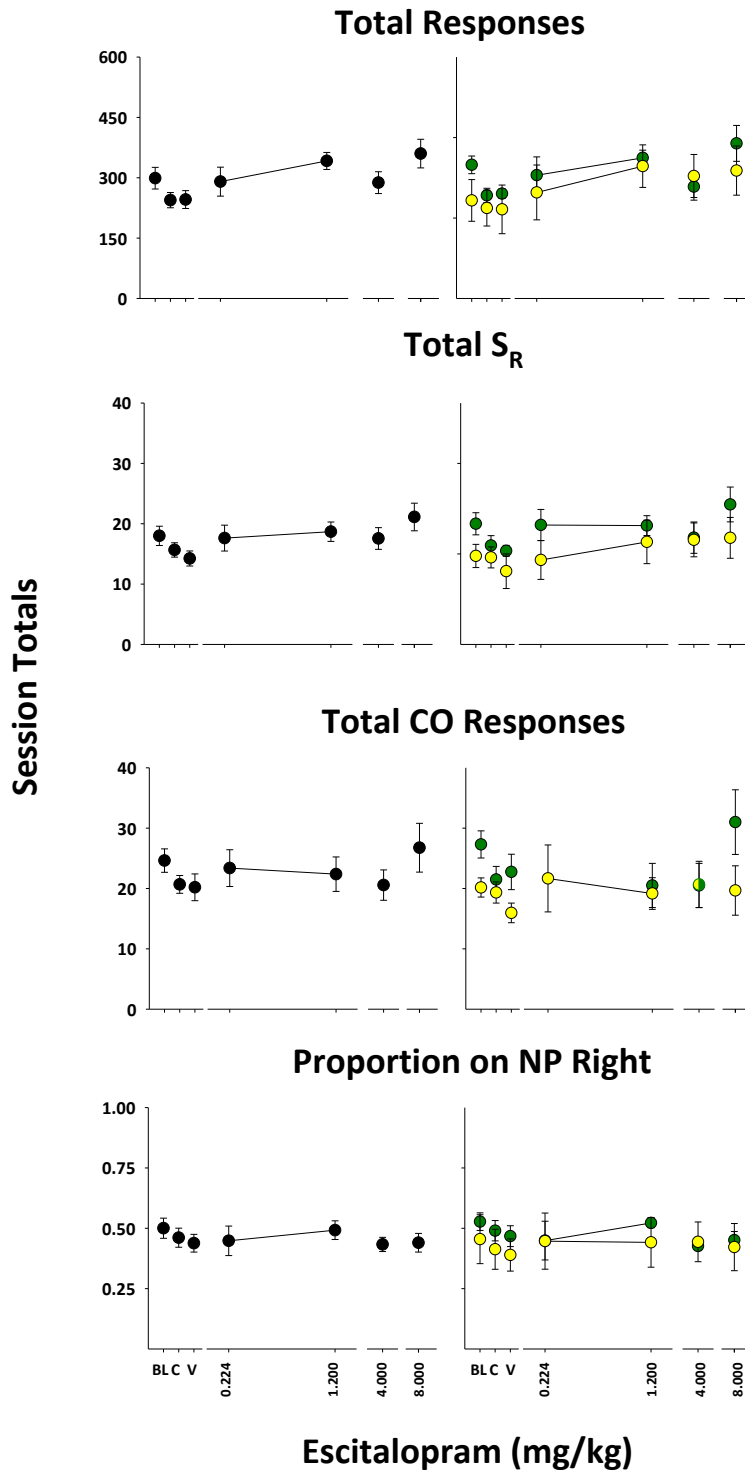 Total Responses
600
450
300
150
0
Total SR
40
30
20
10
0
Session Totals
Total CO Responses
40
30
20
10
0
Proportion on NP Right
1.00
0.75
0.50
0.25
BL C V 0.224 1.200 4.000 8.000 BL C V 0.224 1.200 4.000 8.000
Escitalopram (mg/kg)